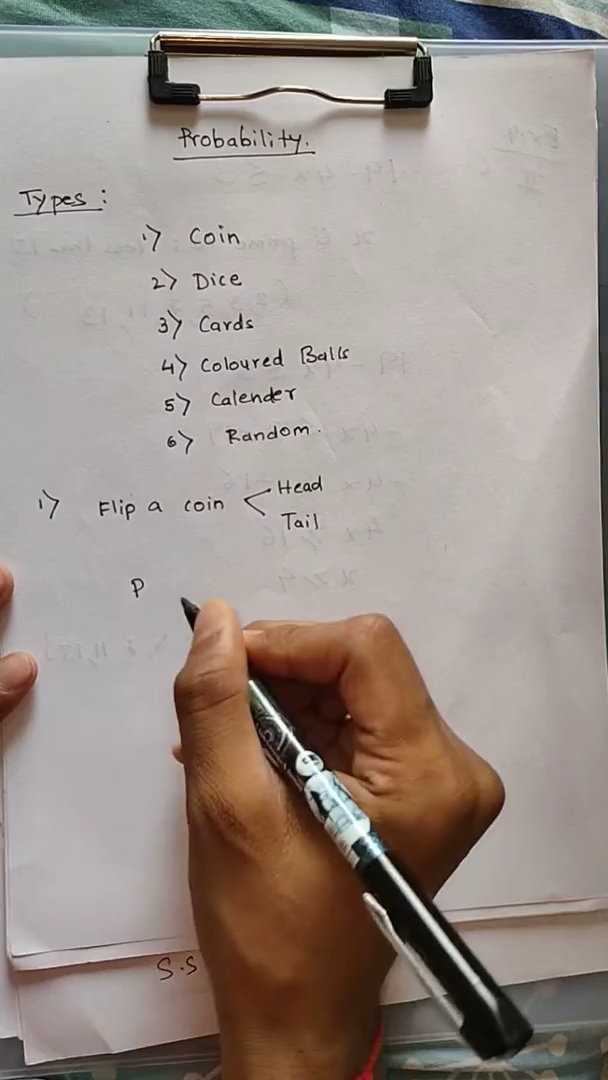 Probability.
Types :
1) Coin
2) Dice
3) Cards
4) Coloured Balls
5) Calender
6) Random.
1) Flip a coin < Head
Tail
P
S.S